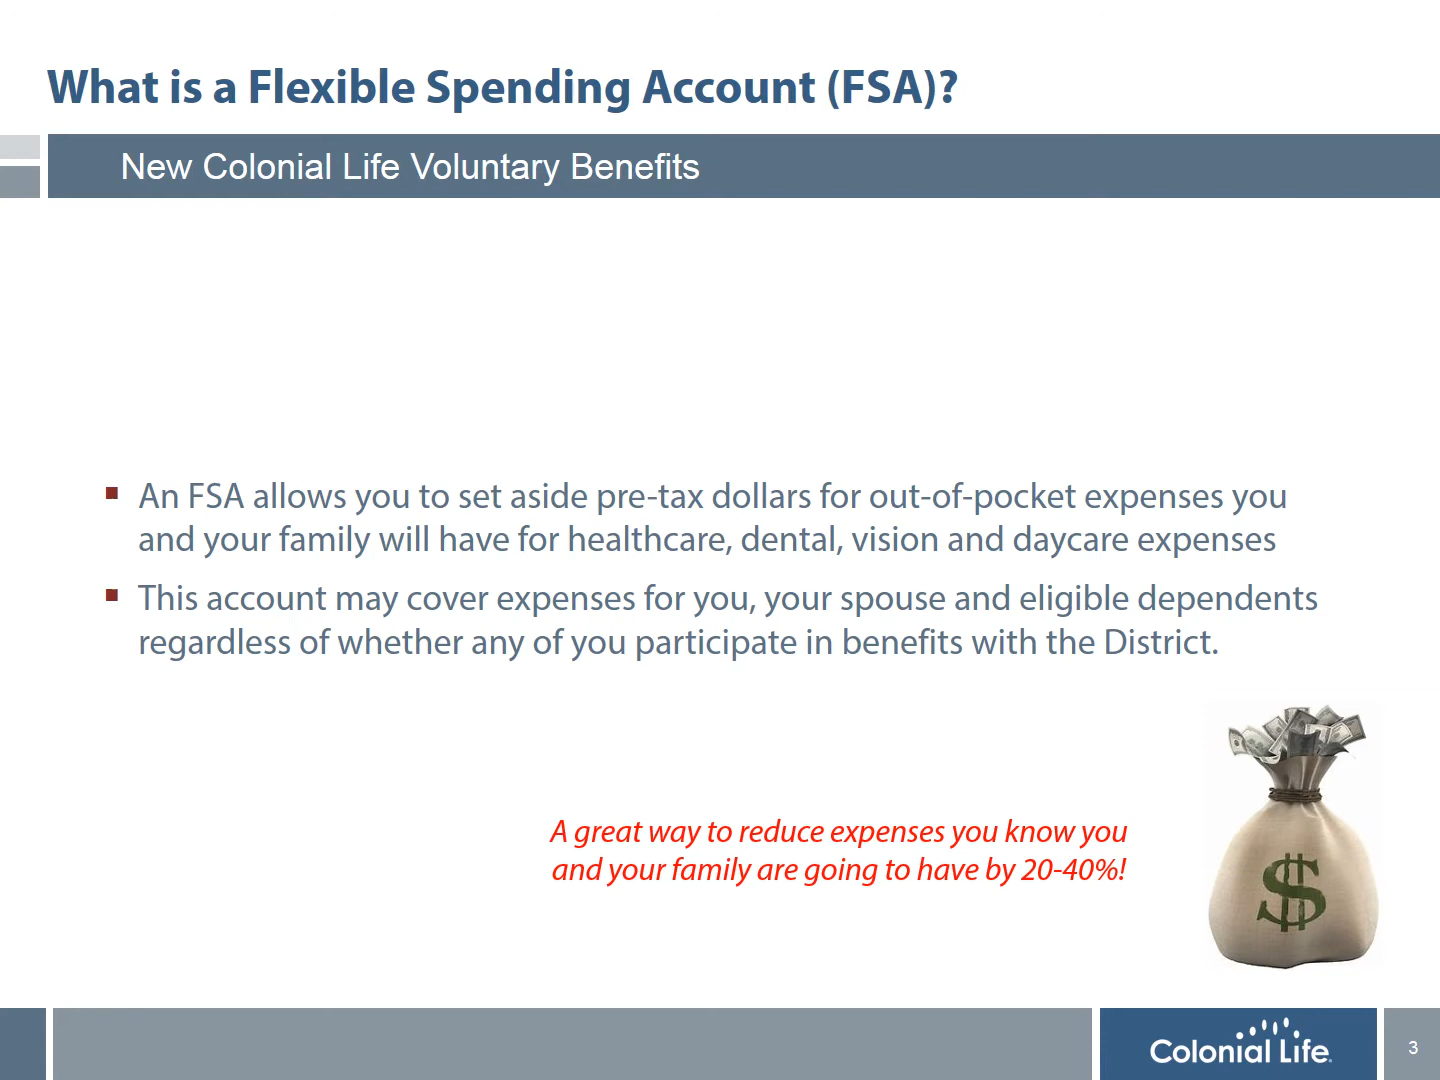 What is a Flexible Spending Account (FSA)?
New Colonial Life Voluntary Benefits
▪ An FSA allows you to set aside pre-tax dollars for out-of-pocket expenses you
and your family will have for healthcare, dental, vision and daycare expenses
▪ This account may cover expenses for you, your spouse and eligible dependents
regardless of whether any of you participate in benefits with the District.
A great way to reduce expenses you know you
and your family are going to have by 20-40%!
$
Colonial Life.
3